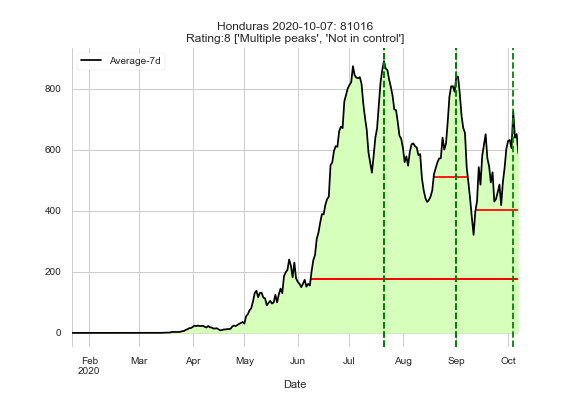 Honduras 2020-10-07: 81016
Rating:8 ['Multiple peaks', 'Not in control']
Average-7d
800
600
400
200
0
Feb Mar Apr May Jun Jul Aug Sep Oct
2020
Date